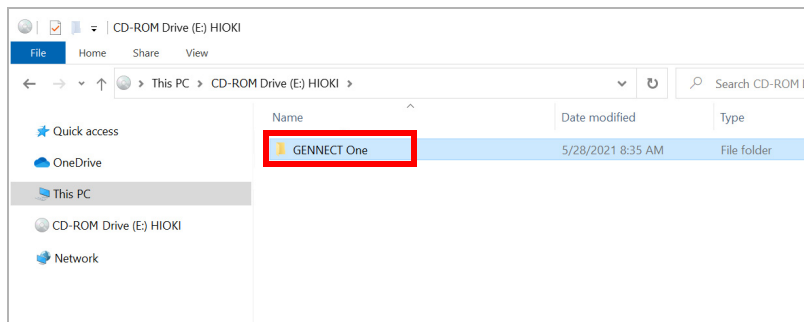 CD-ROM Drive (E:) HIOKI
File Home Share View
This PC CD-ROM Drive (E:) HIOKI Search CD-ROM
Name Date modified Type
Quick access
GENNECT One 5/28/2021 8:35 AM File folder
OneDrive
This PC
CD-ROM Drive (E:) HIOKI
Network